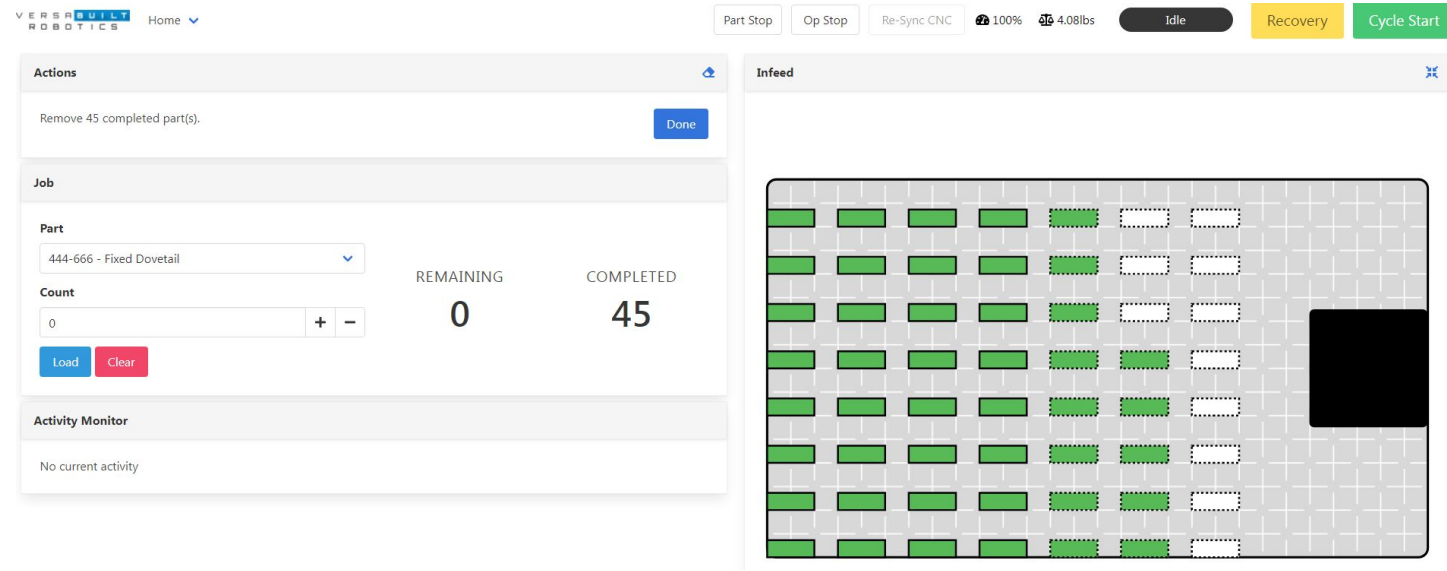 VERSABUILT
ROBOTICS
Home
Part Stop
Op Stop
Re-Sync CNC
100%
4.08lbs
Idle
Recovery
Cycle Start
Actions
Remove 45 completed part(s).
Done
Job
Part
444-666 - Fixed Dovetail
Count
0
Load
Clear
REMAINING
0
COMPLETED
45
Activity Monitor
No current activity
Infeed